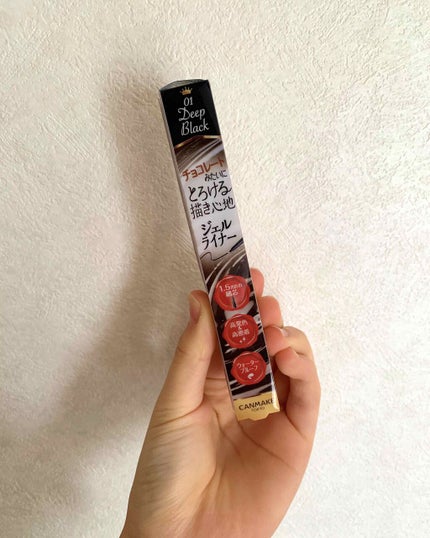 01
Deep
Black
チョコレート
みたいに
とろける
描き心地
ジェル
ライナー
1.5mmの
細芯
高発色
&
高密着
ウォーター
プルーフ
CANMAKE
TOKYO